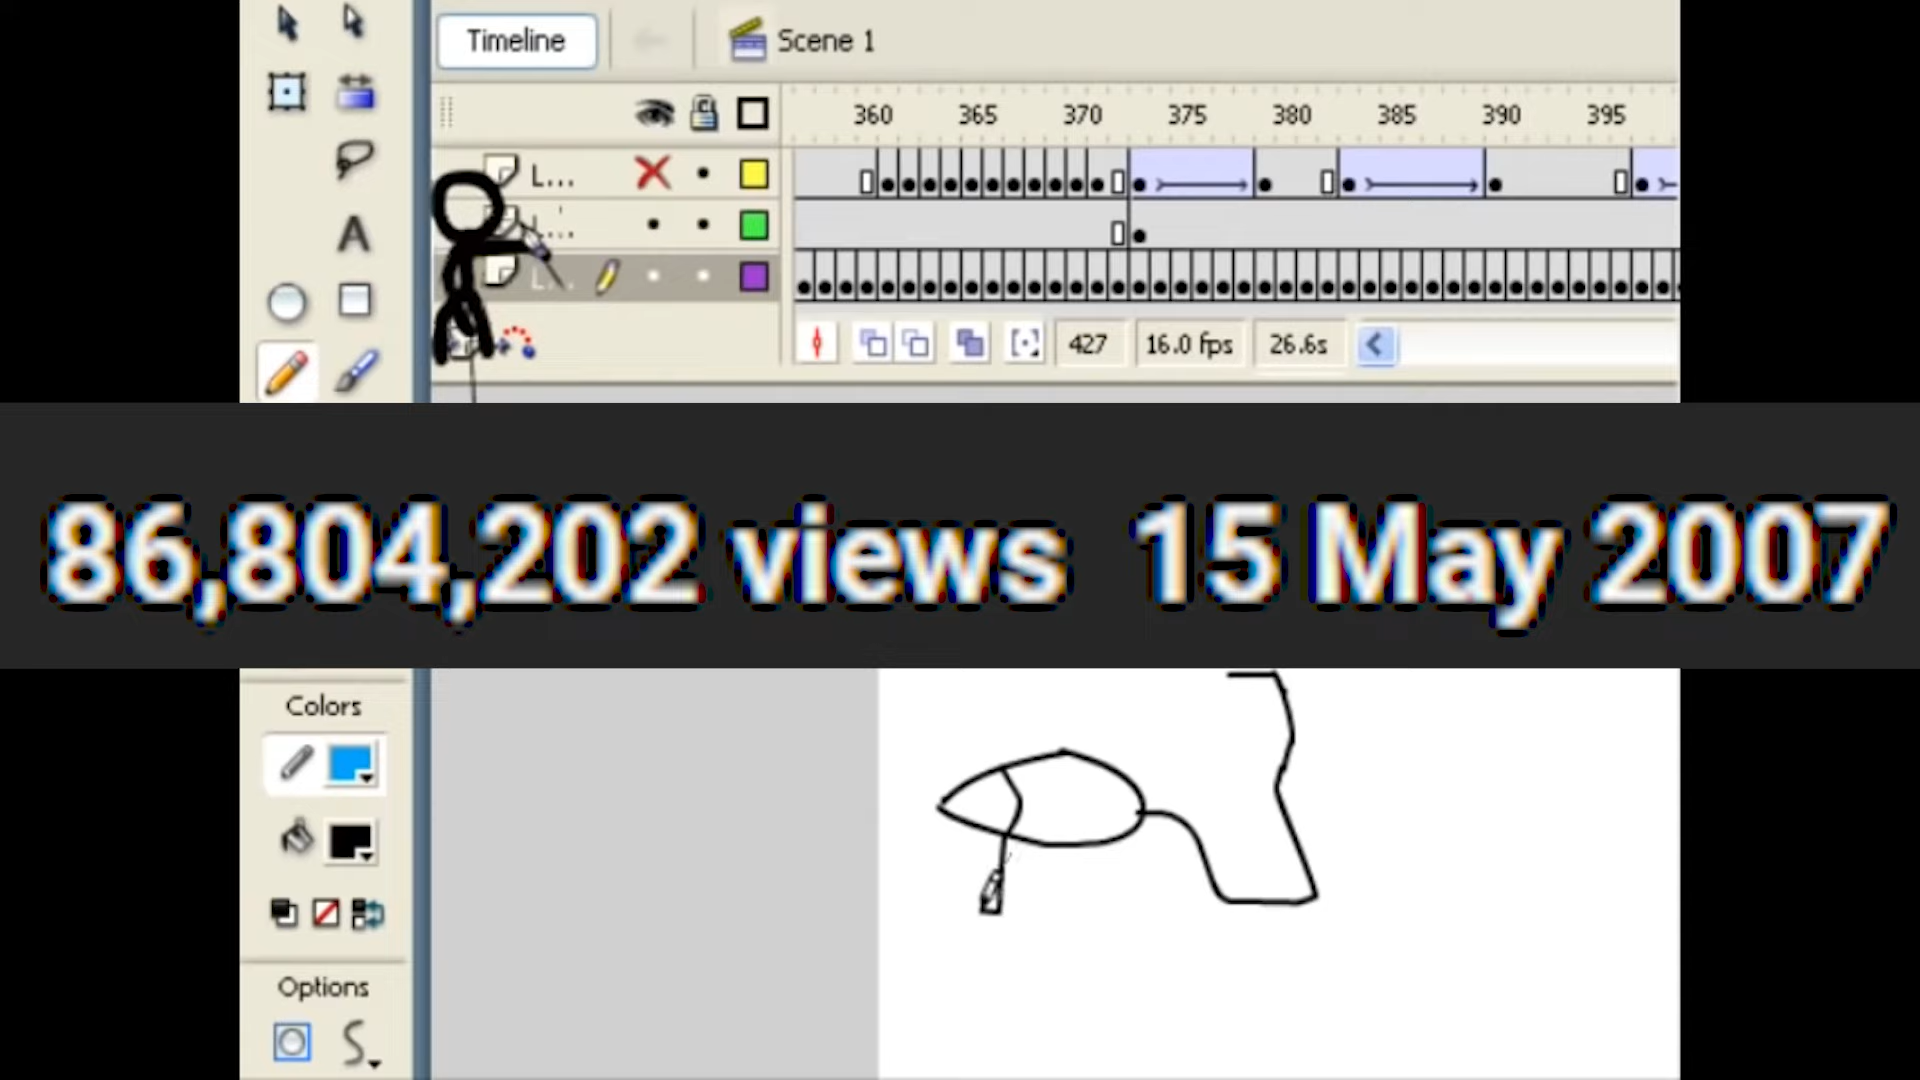 Timeline Scene 1
360 365 370 375 380 385 390 395
L...
L...
L...
427 16.0 fps 26.6s
86,804,202 views 15 May 2007
Colors
Options